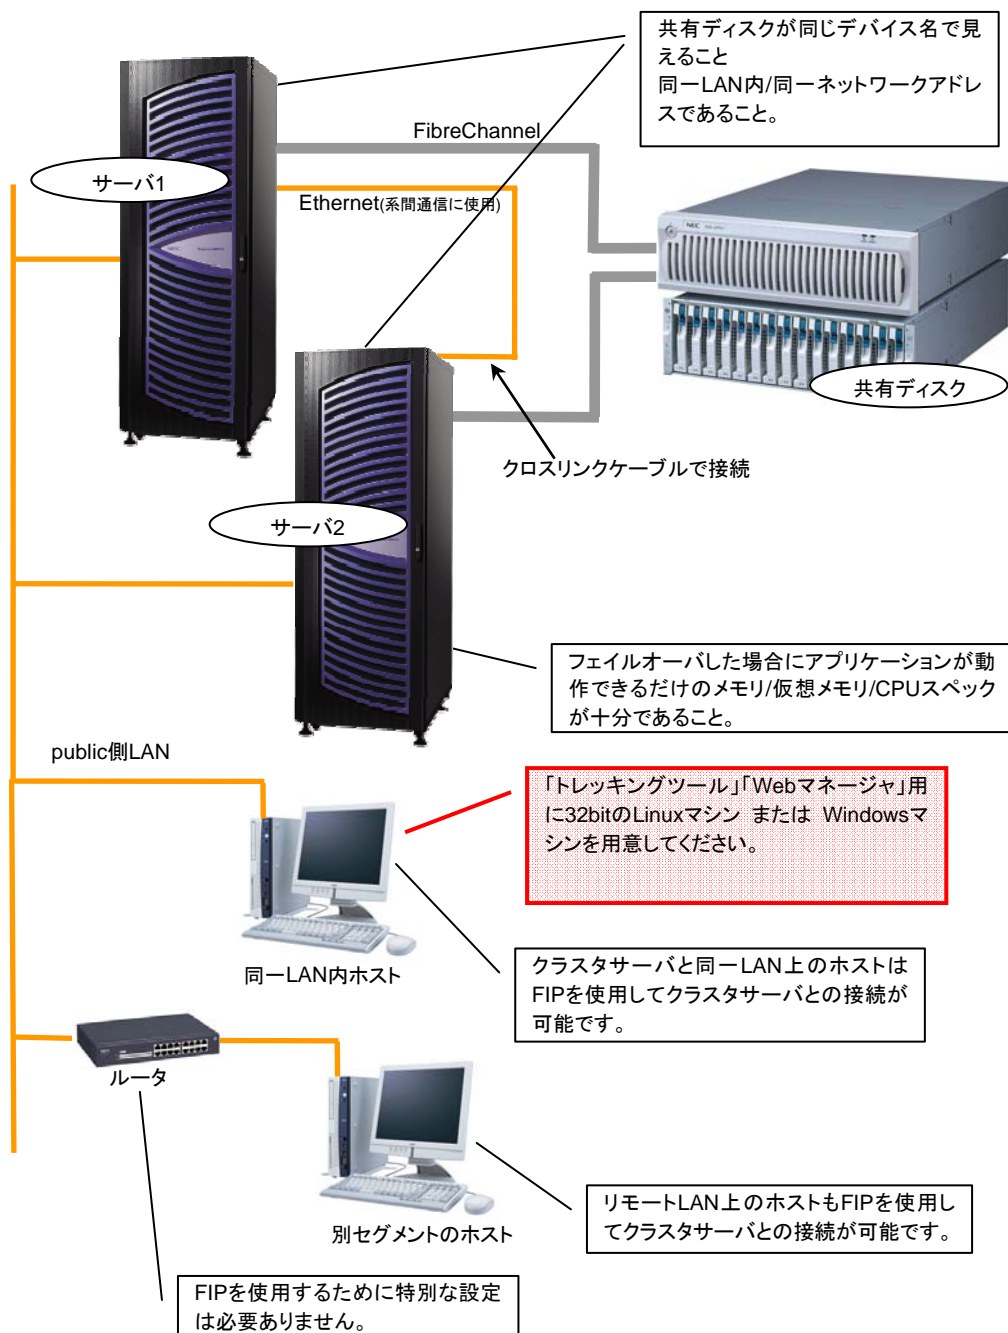 共有ディスクが同じデバイス名で見
えること
同一LAN内/同一ネットワークアドレ
スであること。
FibreChannel
サーバ1
Ethernet(系間通信に使用)
NEC
共有ディスク
クロスリンクケーブルで接続
サーバ2
フェイルオーバした場合にアプリケーションが動
作できるだけのメモリ/仮想メモリ/CPUスペック
が十分であること。
public側LAN
「トレッキングツール」「Webマネージャ」用
に32bitのLinuxマシン または Windowsマ
シンを用意してください。
同一LAN内ホスト
クラスタサーバと同一LAN上のホストは
FIPを使用してクラスタサーバとの接続が
可能です。
ルータ
別セグメントのホスト
リモートLAN上のホストもFIPを使用し
てクラスタサーバとの接続が可能です。
FIPを使用するために特別な設定
は必要ありません。